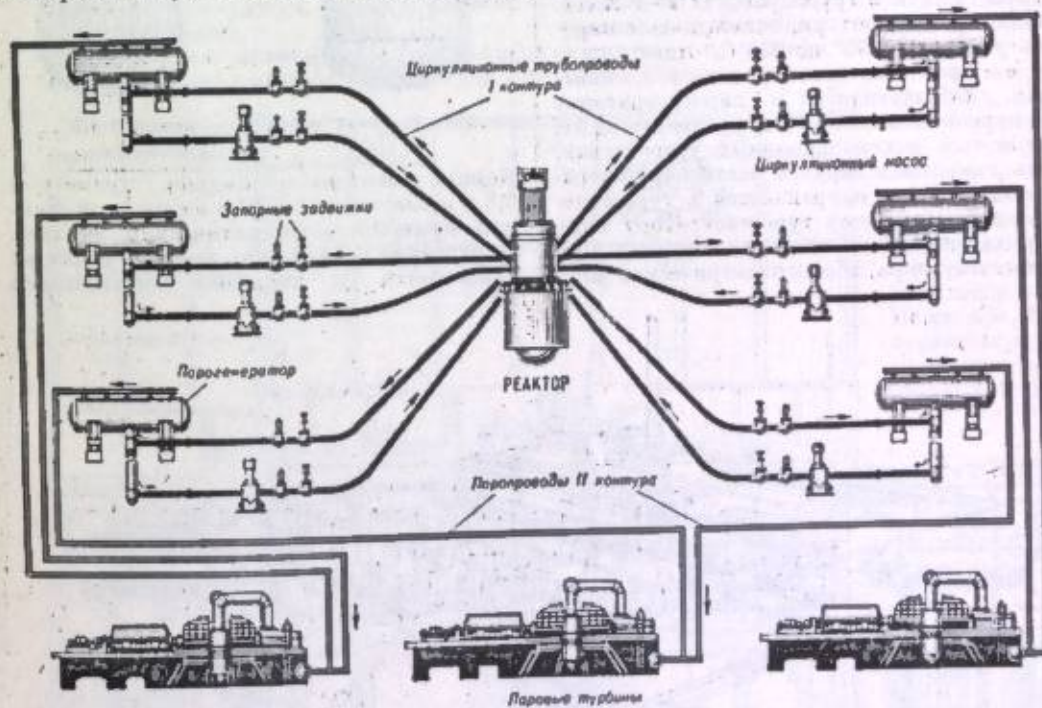 Циркуляционные трубопроводы
I контура
Циркуляционный насос
Запорные задвижки
Парогенератор
РЕАКТОР
Паропроводы II контура
Паровые турбины